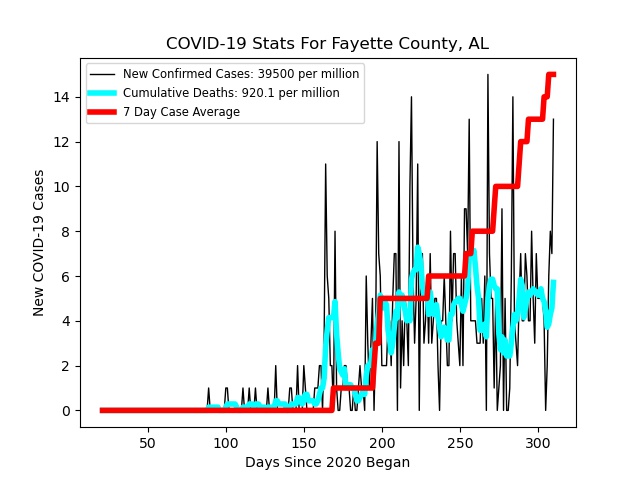 COVID-19 Stats For Fayette County, AL
New Confirmed Cases: 39500 per million
Cumulative Deaths: 920.1 per million
7 Day Case Average
New COVID-19 Cases
14
12
10
8
6
4
2
0
50 100 150 200 250 300
Days Since 2020 Began